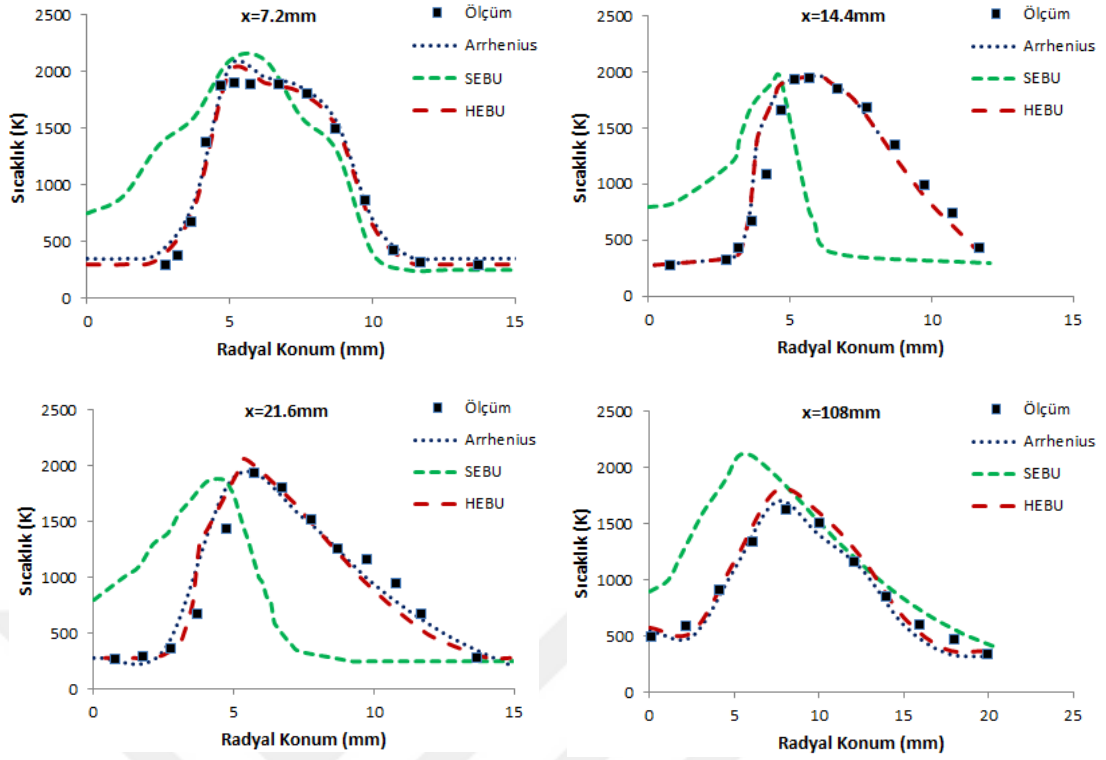 x=7.2mm
2500
2000
1500
1000
500
0
0 5 10 15
Sıcaklık (K)
Radyal Konum (mm)
Ölçüm
Arrhenius
SEBU
HEBU
x=14.4mm
2500
2000
1500
1000
500
0
0 5 10 15
Sıcaklık (K)
Radyal Konum (mm)
Ölçüm
Arrhenius
SEBU
HEBU
x=21.6mm
2500
2000
1500
1000
500
0
0 5 10 15
Sıcaklık (K)
Radyal Konum (mm)
Ölçüm
Arrhenius
SEBU
HEBU
x=108mm
2500
2000
1500
1000
500
0
0 5 10 15 20 25
Sıcaklık (K)
Radyal Konum (mm)
Ölçüm
Arrhenius
SEBU
HEBU